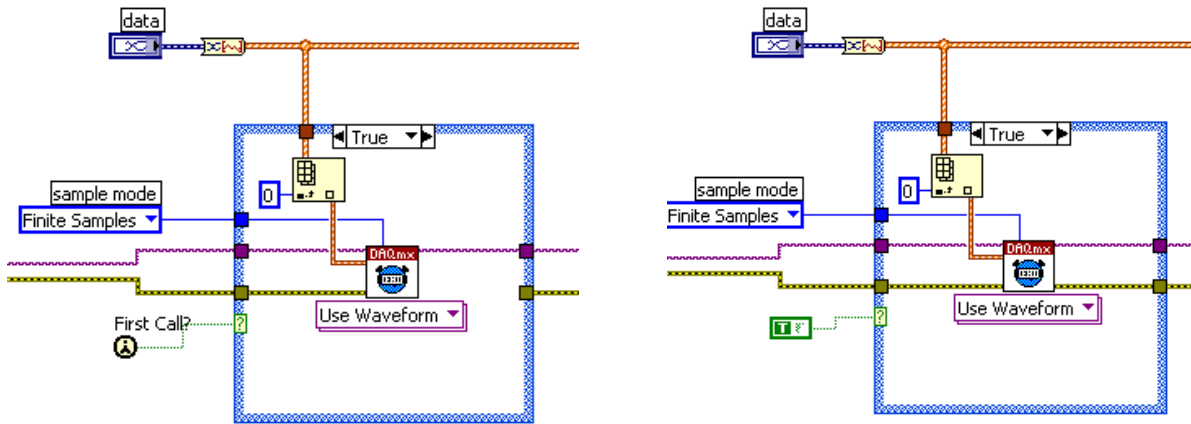 data
True
0
sample mode
Finite Samples
DAQmx
Use Waveform
First Call?
?
data
True
0
sample mode
Finite Samples
DAQmx
Use Waveform
T
?